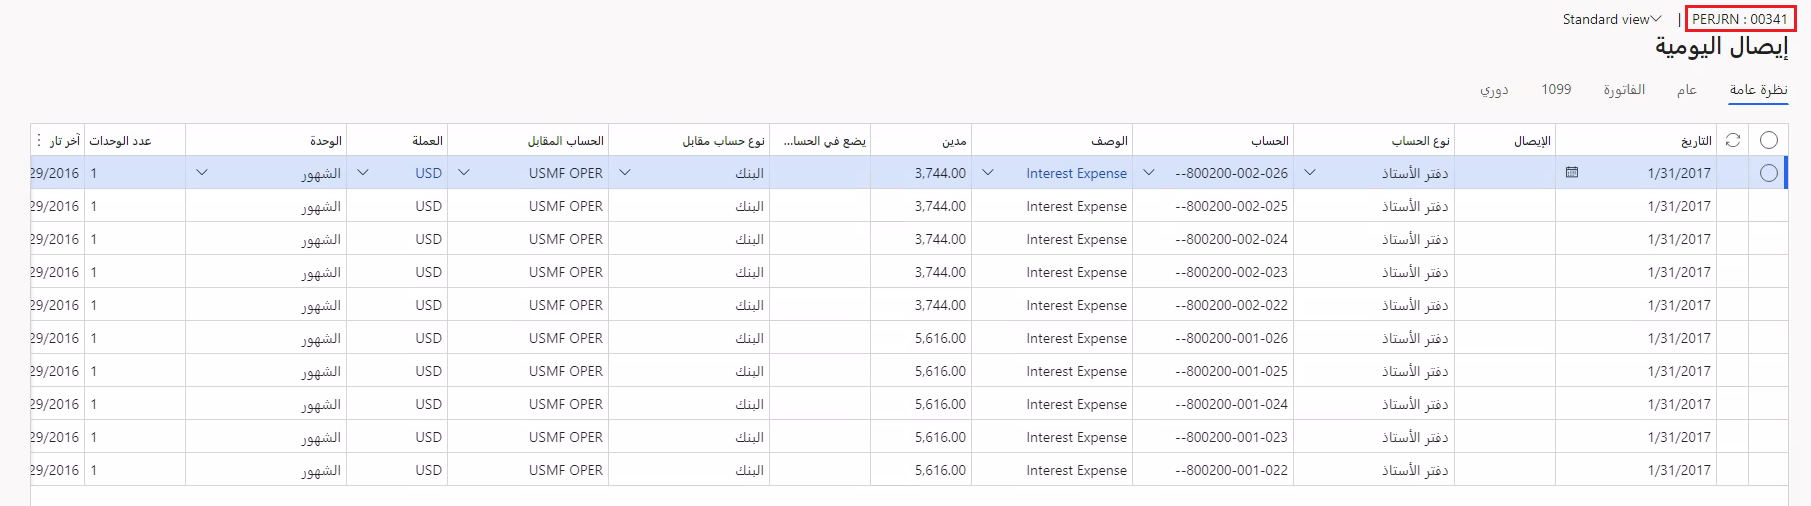 PERJRN : 00341 | Standard view
إيصال اليومية
نظرة عامة عام الفاتورة 1099 دوري
التاريخ الإيصال نوع الحساب الحساب الوصف مدين يضع في الحسا... نوع حساب مقابل الحساب المقابل العملة الوحدة عدد الوحدات آخر تار
1/31/2017 دفتر الأستاذ 800200-002-026-- Interest Expense 3,744.00 البنك USMF OPER USD الشهور 1 29/2016
1/31/2017 دفتر الأستاذ 800200-002-025-- Interest Expense 3,744.00 البنك USMF OPER USD الشهور 1 29/2016
1/31/2017 دفتر الأستاذ 800200-002-024-- Interest Expense 3,744.00 البنك USMF OPER USD الشهور 1 29/2016
1/31/2017 دفتر الأستاذ 800200-002-023-- Interest Expense 3,744.00 البنك USMF OPER USD الشهور 1 29/2016
1/31/2017 دفتر الأستاذ 800200-002-022-- Interest Expense 3,744.00 البنك USMF OPER USD الشهور 1 29/2016
1/31/2017 دفتر الأستاذ 800200-001-026-- Interest Expense 5,616.00 البنك USMF OPER USD الشهور 1 29/2016
1/31/2017 دفتر الأستاذ 800200-001-025-- Interest Expense 5,616.00 البنك USMF OPER USD الشهور 1 29/2016
1/31/2017 دفتر الأستاذ 800200-001-024-- Interest Expense 5,616.00 البنك USMF OPER USD الشهور 1 29/2016
1/31/2017 دفتر الأستاذ 800200-001-023-- Interest Expense 5,616.00 البنك USMF OPER USD الشهور 1 29/2016
1/31/2017 دفتر الأستاذ 800200-001-022-- Interest Expense 5,616.00 البنك USMF OPER USD الشهور 1 29/2016